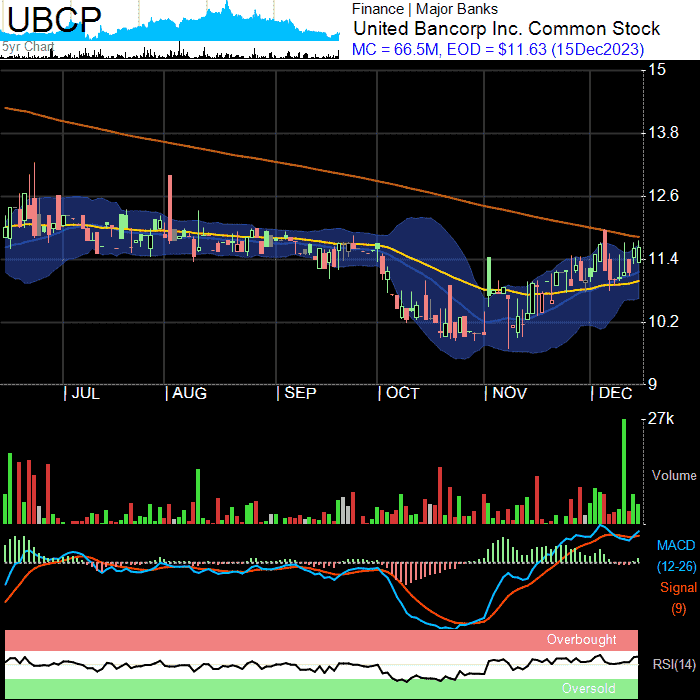 UBCP
5yr Chart
Finance | Major Banks
United Bancorp Inc. Common Stock
MC = 66.5M, EOD = $11.63 (15Dec2023)
15
13.8
12.6
11.4
10.2
9
| JUL | AUG | SEP | OCT | NOV | DEC
27k
Volume
MACD
(12-26)
Signal
(9)
Overbought
RSI(14)
Oversold